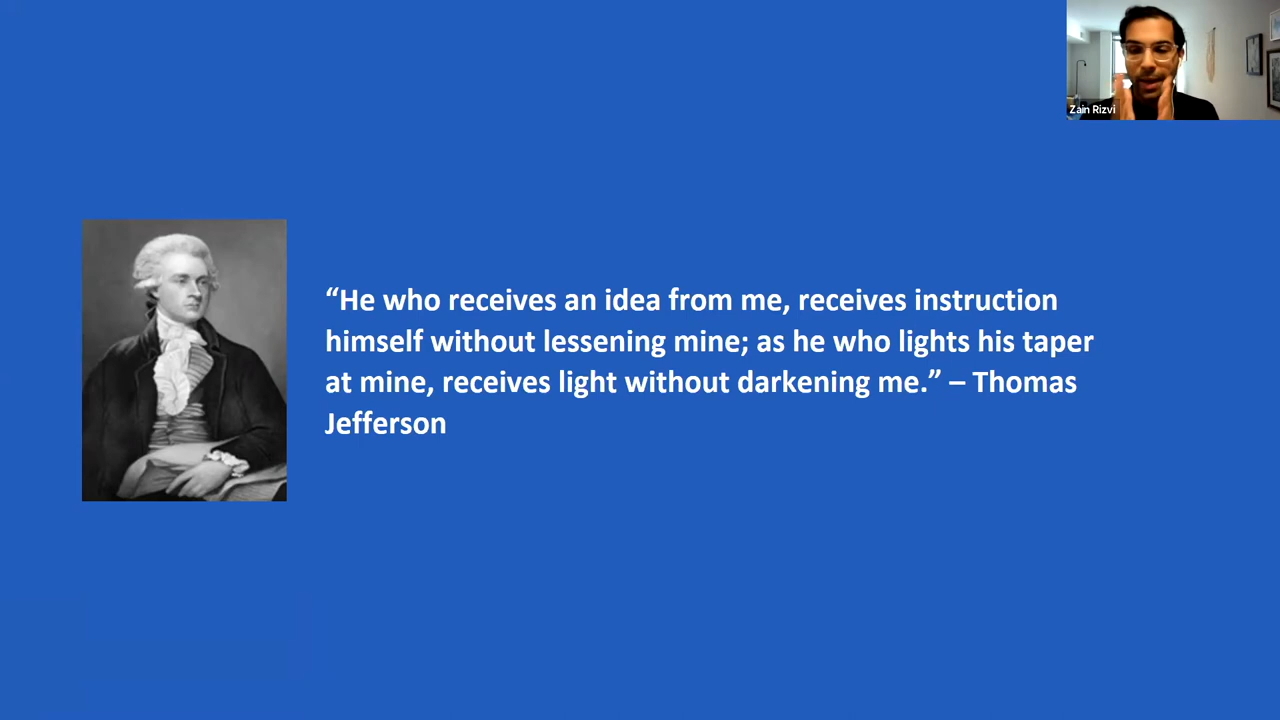 Zain Rizvi
“He who receives an idea from me, receives instruction
himself without lessening mine; as he who lights his taper
at mine, receives light without darkening me.” – Thomas
Jefferson